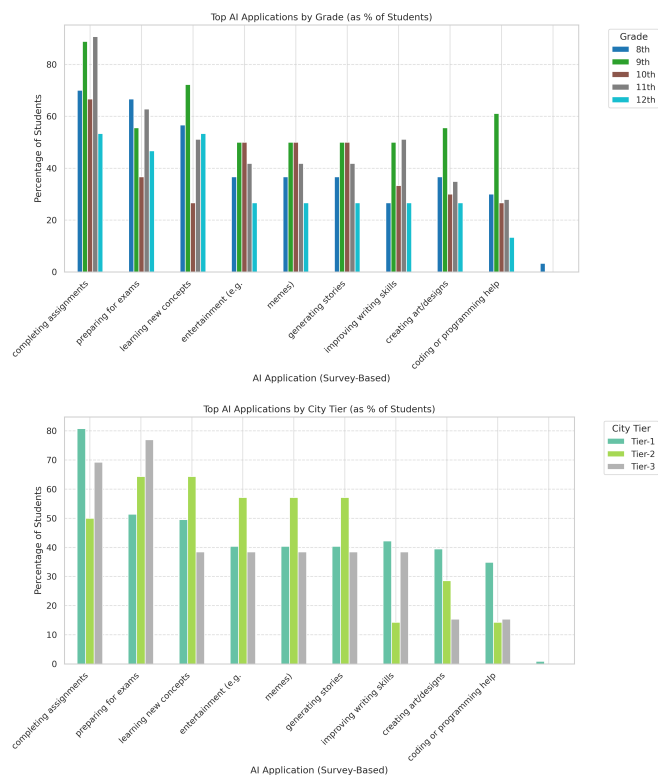 Top AI Applications by Grade (as % of Students)
Grade
8th
9th
10th
11th
12th
80
60
40
20
0
Percentage of Students
completing assignments
preparing for exams
learning new concepts
entertainment (e.g.
memes)
generating stories
improving writing skills
creating art/designs
coding or programming help
AI Application (Survey-Based)
Top AI Applications by City Tier (as % of Students)
City Tier
Tier-1
Tier-2
Tier-3
80
70
60
50
40
30
20
10
0
Percentage of Students
completing assignments
preparing for exams
learning new concepts
entertainment (e.g.
memes)
generating stories
improving writing skills
creating art/designs
coding or programming help
AI Application (Survey-Based)